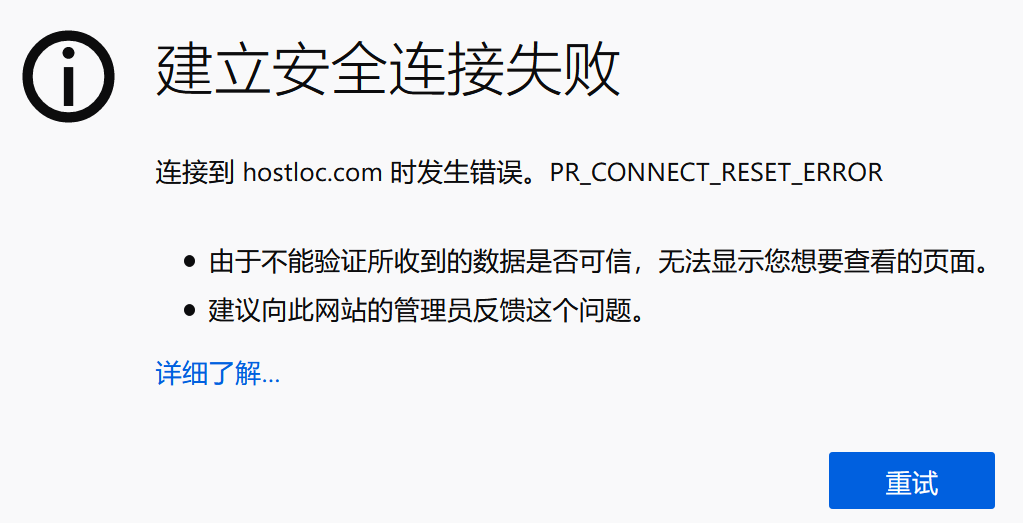 建立安全连接失败
连接到 hostloc.com 时发生错误。PR_CONNECT_RESET_ERROR
由于不能验证所收到的数据是否可信，无法显示您想要查看的页面。
建议向此网站的管理员反馈这个问题。
详细了解...
重试